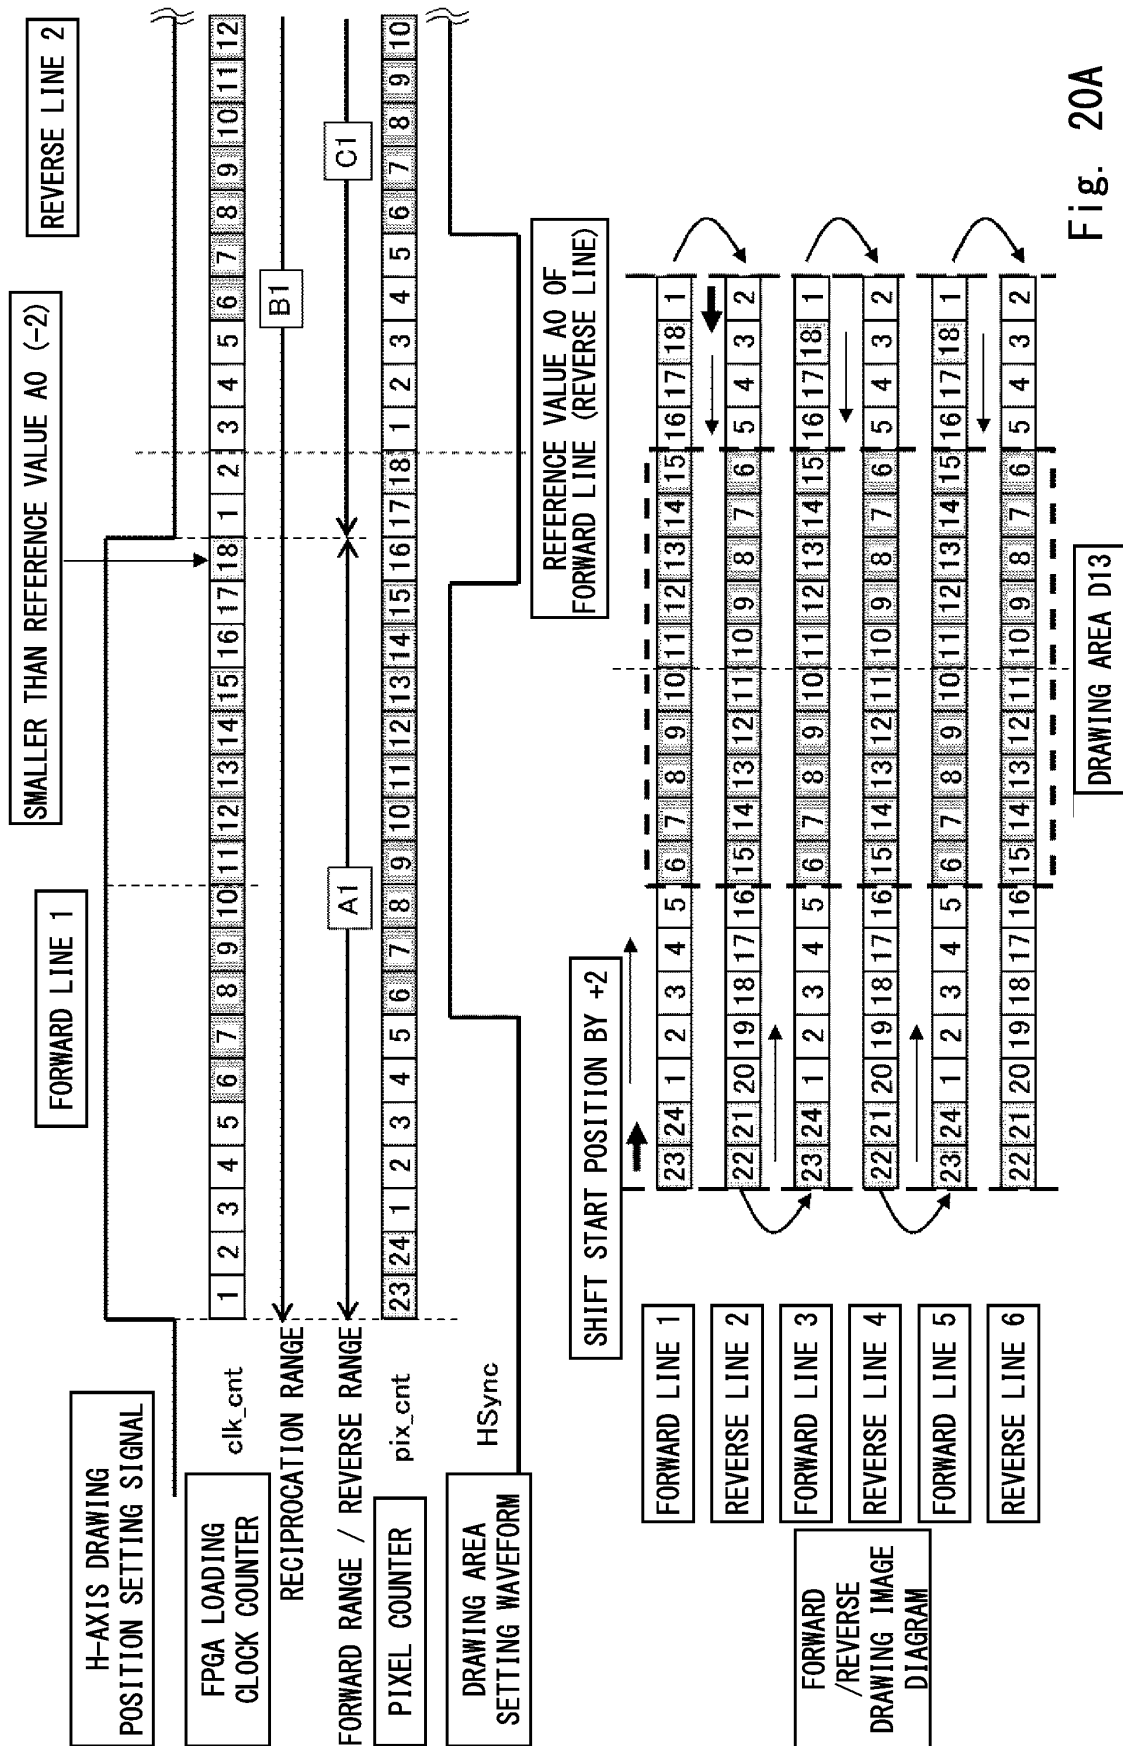 H-AXIS DRAWING
POSITION SETTING SIGNAL
FORWARD LINE 1
SMALLER THAN REFERENCE VALUE A0 (-2)
REVERSE LINE 2
FPGA LOADING
CLOCK COUNTER
clk_cnt
1 2 3 4 5 6 7 8 9 10 11 12 13 14 15 16 17 18 1 2 3 4 5 6 7 8 9 10 11 12
RECIPROCATION RANGE
B1
FORWARD RANGE / REVERSE RANGE
A1
C1
PIXEL COUNTER
pix_cnt
23 24 1 2 3 4 5 6 7 8 9 10 11 12 13 14 15 16 17 18 1 2 3 4 5 6 7 8 9 10
DRAWING AREA
SETTING WAVEFORM
HSync
REFERENCE VALUE A0 OF
FORWARD LINE (REVERSE LINE)
SHIFT START POSITION BY +2
FORWARD
/REVERSE
DRAWING IMAGE
DIAGRAM
FORWARD LINE 1
23 24 1 2 3 4 5 6 7 8 9 10 11 12 13 14 15 16 17 18 1
REVERSE LINE 2
22 21 20 19 18 17 16 15 14 13 12 11 10 9 8 7 6 5 4 3 2
FORWARD LINE 3
23 24 1 2 3 4 5 6 7 8 9 10 11 12 13 14 15 16 17 18 1
REVERSE LINE 4
22 21 20 19 18 17 16 15 14 13 12 11 10 9 8 7 6 5 4 3 2
FORWARD LINE 5
23 24 1 2 3 4 5 6 7 8 9 10 11 12 13 14 15 16 17 18 1
REVERSE LINE 6
22 21 20 19 18 17 16 15 14 13 12 11 10 9 8 7 6 5 4 3 2
DRAWING AREA D13
Fig. 20A